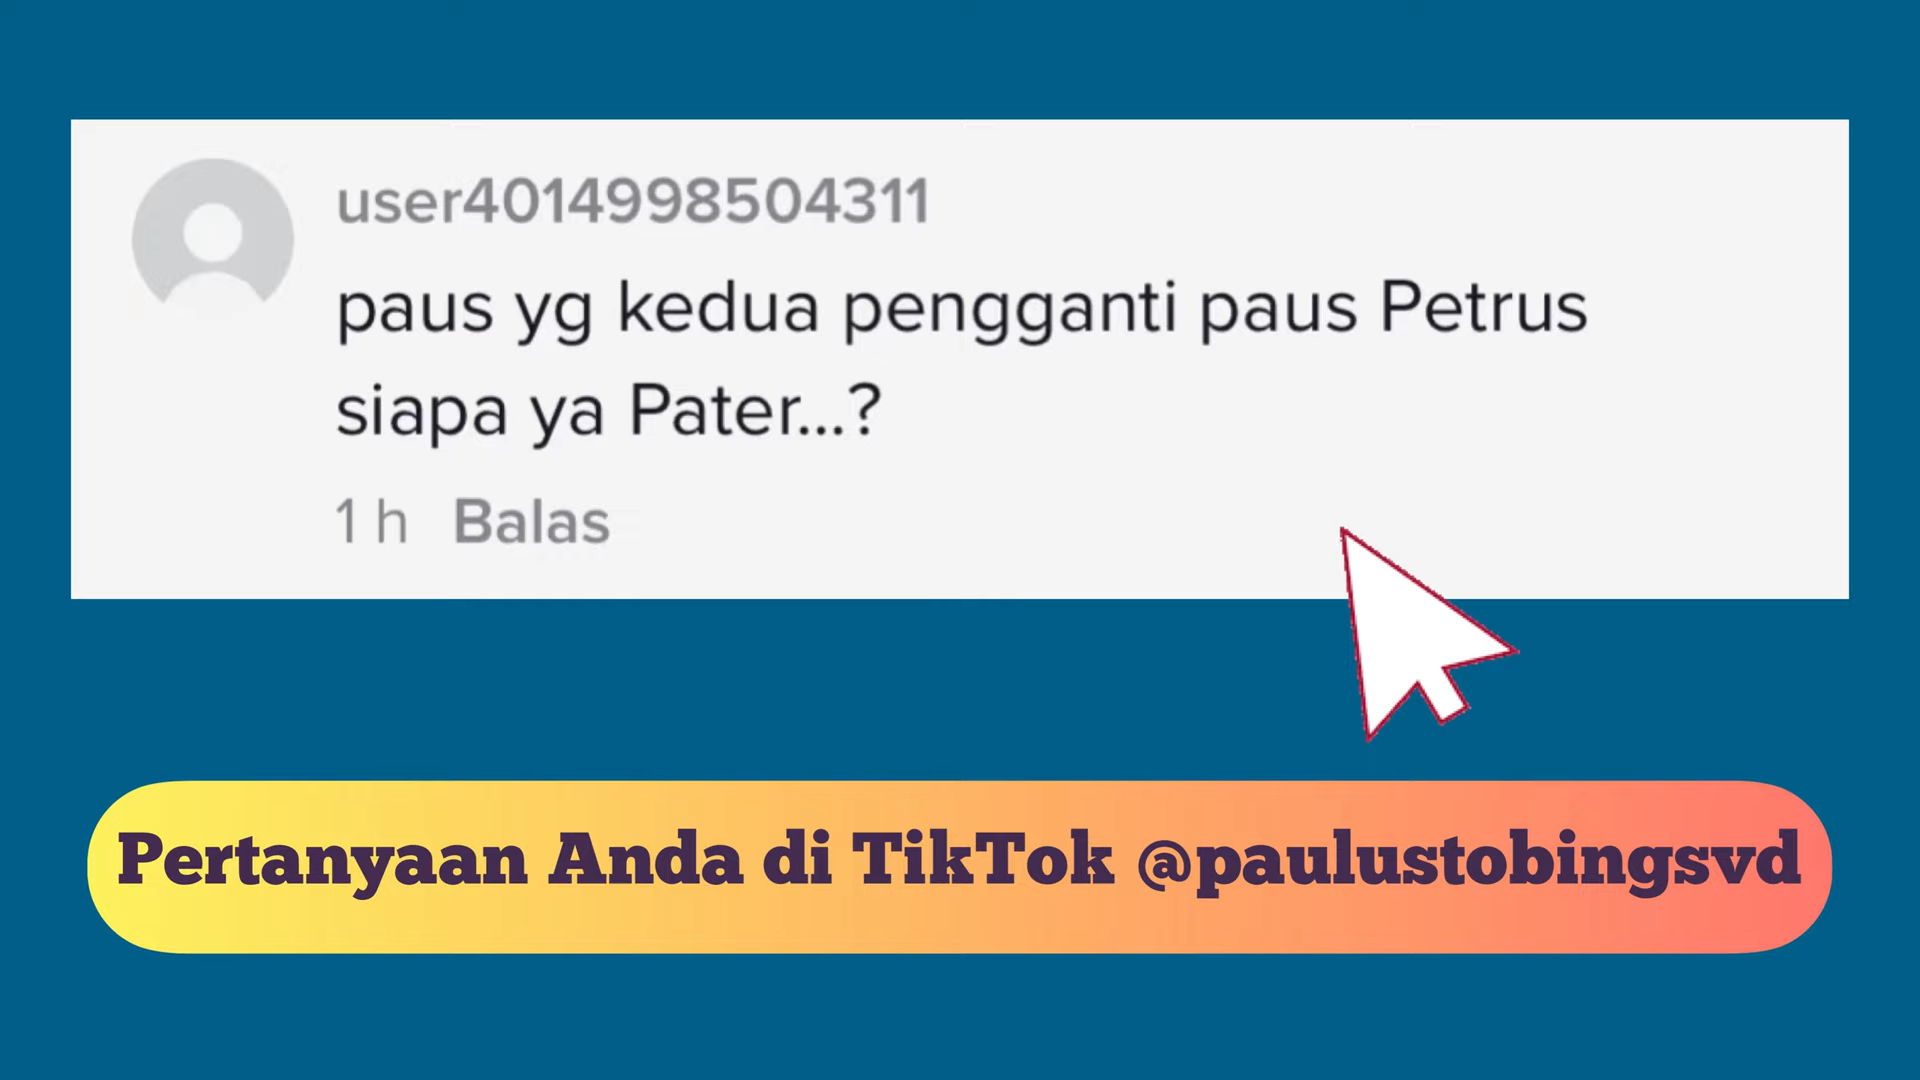 user4014998504311
paus yg kedua pengganti paus Petrus
siapa ya Pater...?
1 h Balas
Pertanyaan Anda di TikTok @paulustobingsvd